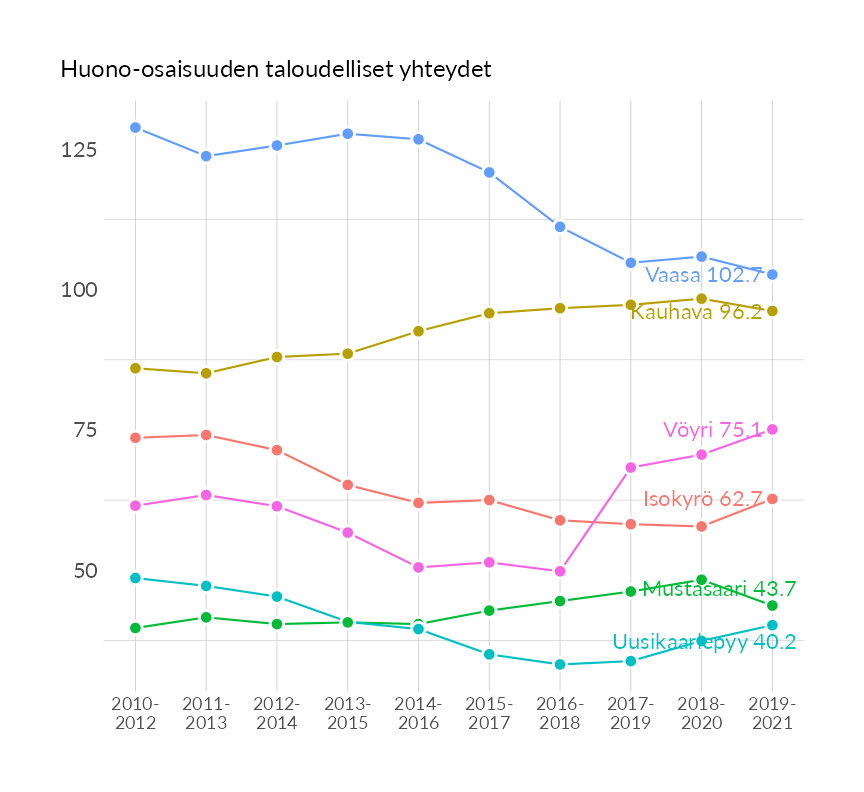 Huono-osaisuuden taloudelliset yhteydet
125
100
75
50
Vaasa 102.7
Kauhava 96.2
Vöyri 75.1
Isokyrö 62.7
Mustasaari 43.7
Uusikaarlepyy 40.2
2010- 2011- 2012- 2013- 2014- 2015- 2016- 2017- 2018- 2019-
2012 2013 2014 2015 2016 2017 2018 2019 2020 2021